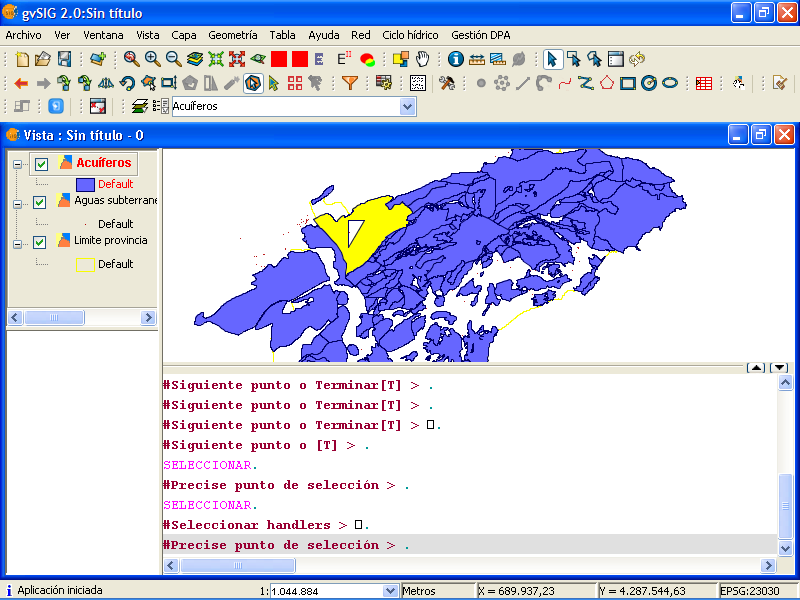 gvSIG 2.0:Sin título
Archivo Ver Ventana Vista Capa Geometría Tabla Ayuda Red Ciclo hídrico Gestión DPA
Acuíferos
Vista : Sin título - 0
Acuíferos
Default
Aguas subterrane
Default
Limite provincia
Default
#Siguiente punto o Terminar[T] > .
#Siguiente punto o Terminar[T] > .
#Siguiente punto o Terminar[T] > □.
#Siguiente punto o [T] > .
SELECCIONAR.
#Precise punto de selección > .
SELECCIONAR.
#Seleccionar handlers > □.
#Precise punto de selección > .
Aplicación iniciada 1: 1.044.884 Metros X = 689.937,23 Y = 4.287.544,63 EPSG:23030